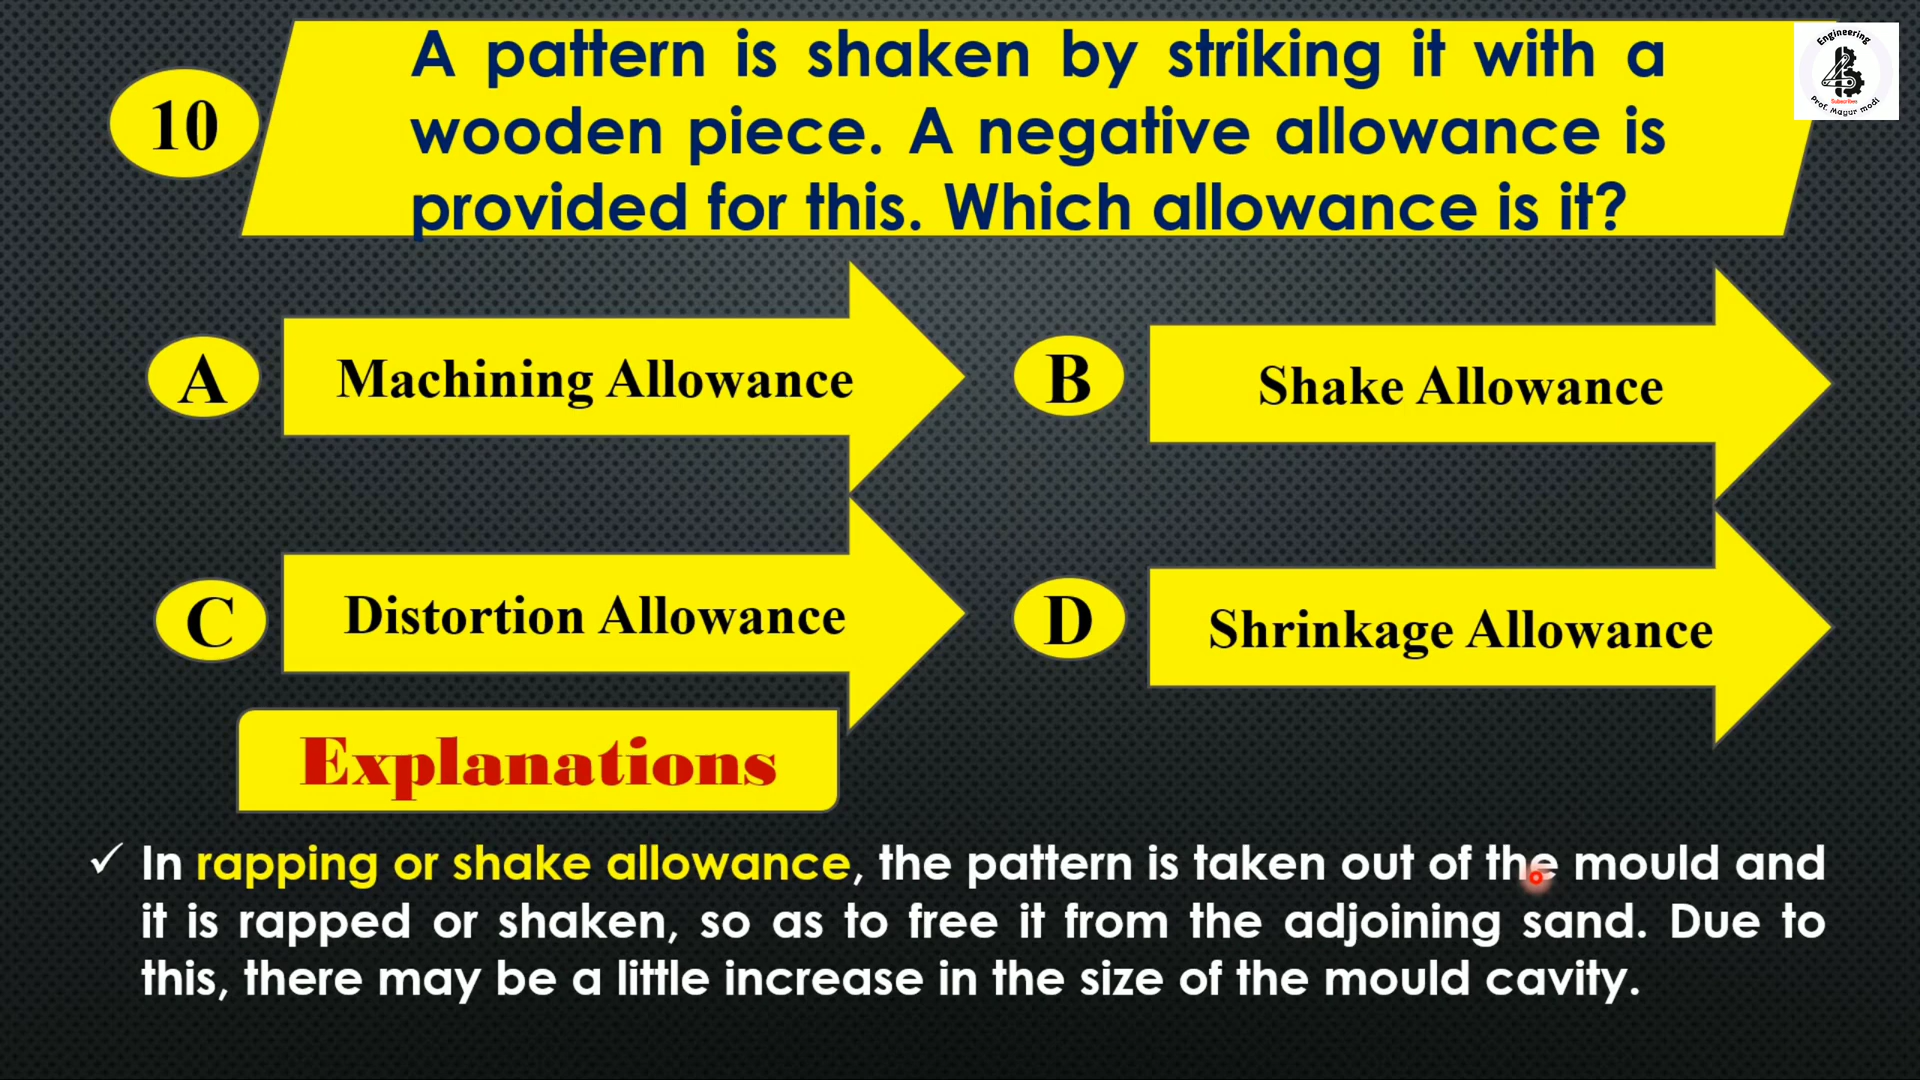 10
A pattern is shaken by striking it with a
wooden piece. A negative allowance is
provided for this. Which allowance is it?
Engineering
Subscribes
Prof. Mayur modi
A
Machining Allowance
B
Shake Allowance
C
Distortion Allowance
D
Shrinkage Allowance
Explanations
✓ In rapping or shake allowance, the pattern is taken out of the mould and
it is rapped or shaken, so as to free it from the adjoining sand. Due to
this, there may be a little increase in the size of the mould cavity.